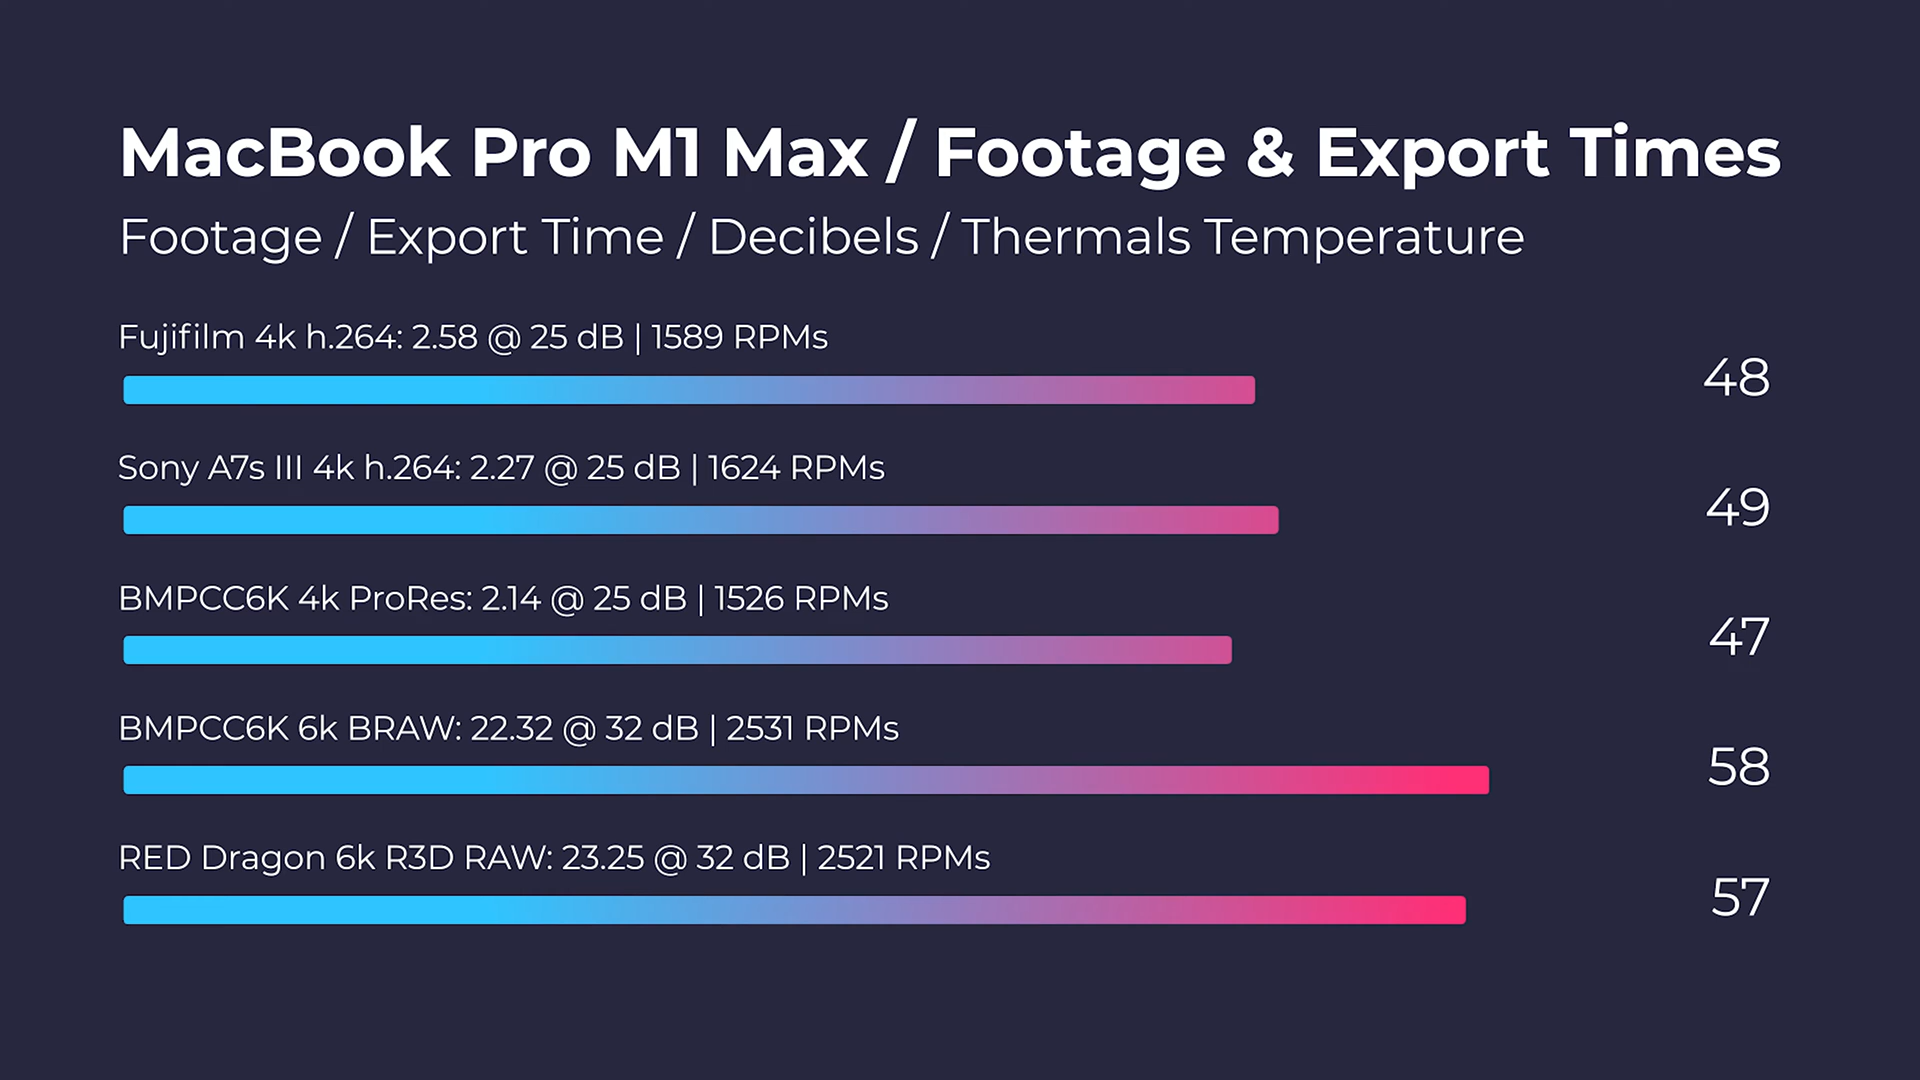 MacBook Pro M1 Max / Footage & Export Times
Footage / Export Time / Decibels / Thermals Temperature
Fujifilm 4k h.264: 2.58 @ 25 dB | 1589 RPMs
48
Sony A7s III 4k h.264: 2.27 @ 25 dB | 1624 RPMs
49
BMPCC6K 4k ProRes: 2.14 @ 25 dB | 1526 RPMs
47
BMPCC6K 6k BRAW: 22.32 @ 32 dB | 2531 RPMs
58
RED Dragon 6k R3D RAW: 23.25 @ 32 dB | 2521 RPMs
57